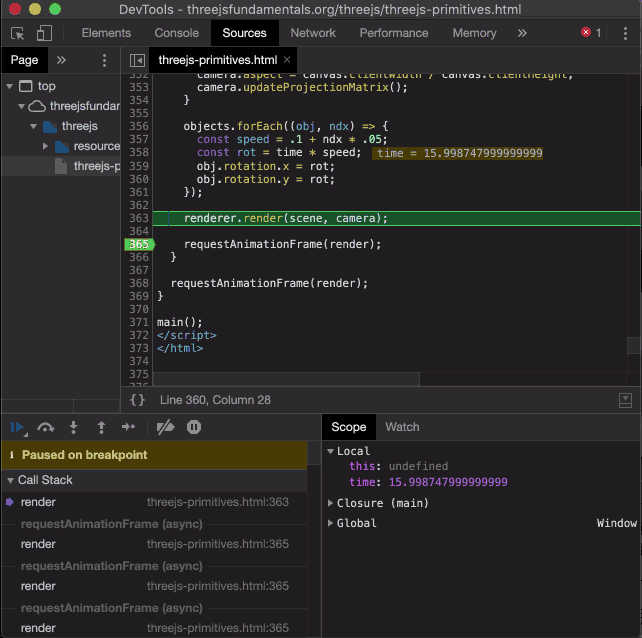 DevTools - threejsfundamentals.org/threejs/threejs-primitives.html
Elements Console Sources Network Performance Memory » 1
Page » threejs-primitives.html ×
top
threejsfundar
threejs
resource
threejs-p
352 camera.aspect = canvas.clientWidth / canvas.clientHeight;
353 camera.updateProjectionMatrix();
354 }
355
356 objects.forEach((obj, ndx) => {
357 const speed = .1 + ndx * .05;
358 const rot = time * speed; time = 15.998747999999999
359 obj.rotation.x = rot;
360 obj.rotation.y = rot;
361 });
362
363 renderer.render(scene, camera);
364
365 requestAnimationFrame(render);
366 }
367
368 requestAnimationFrame(render);
369 }
370
371 main();
372 </script>
373 </html>
374
375
376
{} Line 360, Column 28
Paused on breakpoint
Call Stack
render threejs-primitives.html:363
requestAnimationFrame (async)
render threejs-primitives.html:365
requestAnimationFrame (async)
render threejs-primitives.html:365
requestAnimationFrame (async)
render threejs-primitives.html:365
Scope Watch
Local
this: undefined
time: 15.998747999999999
Closure (main)
Global Window